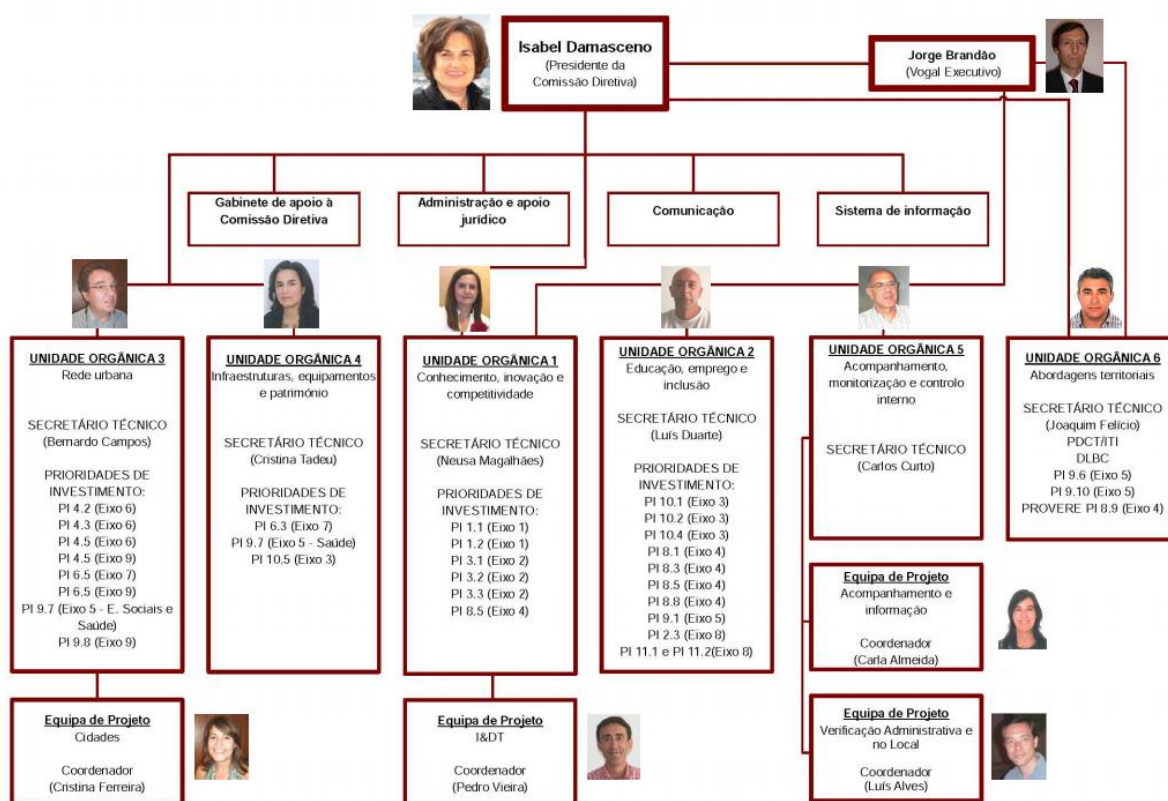 Isabel Damasceno
(Presidente da
Comissão Diretiva)
Jorge Brandão
(Vogal Executivo)
Gabinete de apoio à
Comissão Diretiva
Administração e apoio
jurídico
Comunicação
Sistema de informação
UNIDADE ORGÂNICA 3
Rede urbana
SECRETÁRIO TÉCNICO
(Bernardo Campos)
PRIORIDADES DE
INVESTIMENTO:
PI 4.2 (Eixo 6)
PI 4.3 (Eixo 6)
PI 4.5 (Eixo 6)
PI 4.5 (Eixo 9)
PI 6.5 (Eixo 7)
PI 6.5 (Eixo 9)
PI 9.7 (Eixo 5 - E. Sociais e
Saúde)
PI 9.8 (Eixo 9)
UNIDADE ORGÂNICA 4
Infraestruturas, equipamentos
e património
SECRETÁRIO TÉCNICO
(Cristina Tadeu)
PRIORIDADES DE
INVESTIMENTO:
PI 6.3 (Eixo 7)
PI 9.7 (Eixo 5 - Saúde)
PI 10.5 (Eixo 3)
UNIDADE ORGÂNICA 1
Conhecimento, inovação e
competitividade
SECRETÁRIO TÉCNICO
(Neusa Magalhães)
PRIORIDADES DE
INVESTIMENTO:
PI 1.1 (Eixo 1)
PI 1.2 (Eixo 1)
PI 3.1 (Eixo 2)
PI 3.2 (Eixo 2)
PI 3.3 (Eixo 2)
PI 8.5 (Eixo 4)
UNIDADE ORGÂNICA 2
Educação, emprego e
inclusão
SECRETÁRIO TÉCNICO
(Luís Duarte)
PRIORIDADES DE
INVESTIMENTO:
PI 10.1 (Eixo 3)
PI 10.2 (Eixo 3)
PI 10.4 (Eixo 3)
PI 8.1 (Eixo 4)
PI 8.3 (Eixo 4)
PI 8.5 (Eixo 4)
PI 8.8 (Eixo 4)
PI 9.1 (Eixo 5)
PI 2.3 (Eixo 8)
PI 11.1 e PI 11.2(Eixo 8)
UNIDADE ORGÂNICA 5
Acompanhamento,
monitorização e controlo
interno
SECRETÁRIO TÉCNICO
(Carlos Curto)
UNIDADE ORGÂNICA 6
Abordagens territoriais
SECRETÁRIO TÉCNICO
(Joaquim Felício)
PDCT/ITI
DLBC
PI 9.6 (Eixo 5)
PI 9.10 (Eixo 5)
PROVERE PI 8.9 (Eixo 4)
Equipa de Projeto
Acompanhamento e
informação
Coordenador
(Carla Almeida)
Equipa de Projeto
Cidades
Coordenador
(Cristina Ferreira)
Equipa de Projeto
I&DT
Coordenador
(Pedro Vieira)
Equipa de Projeto
Verificação Administrativa e
no Local
Coordenador
(Luís Alves)